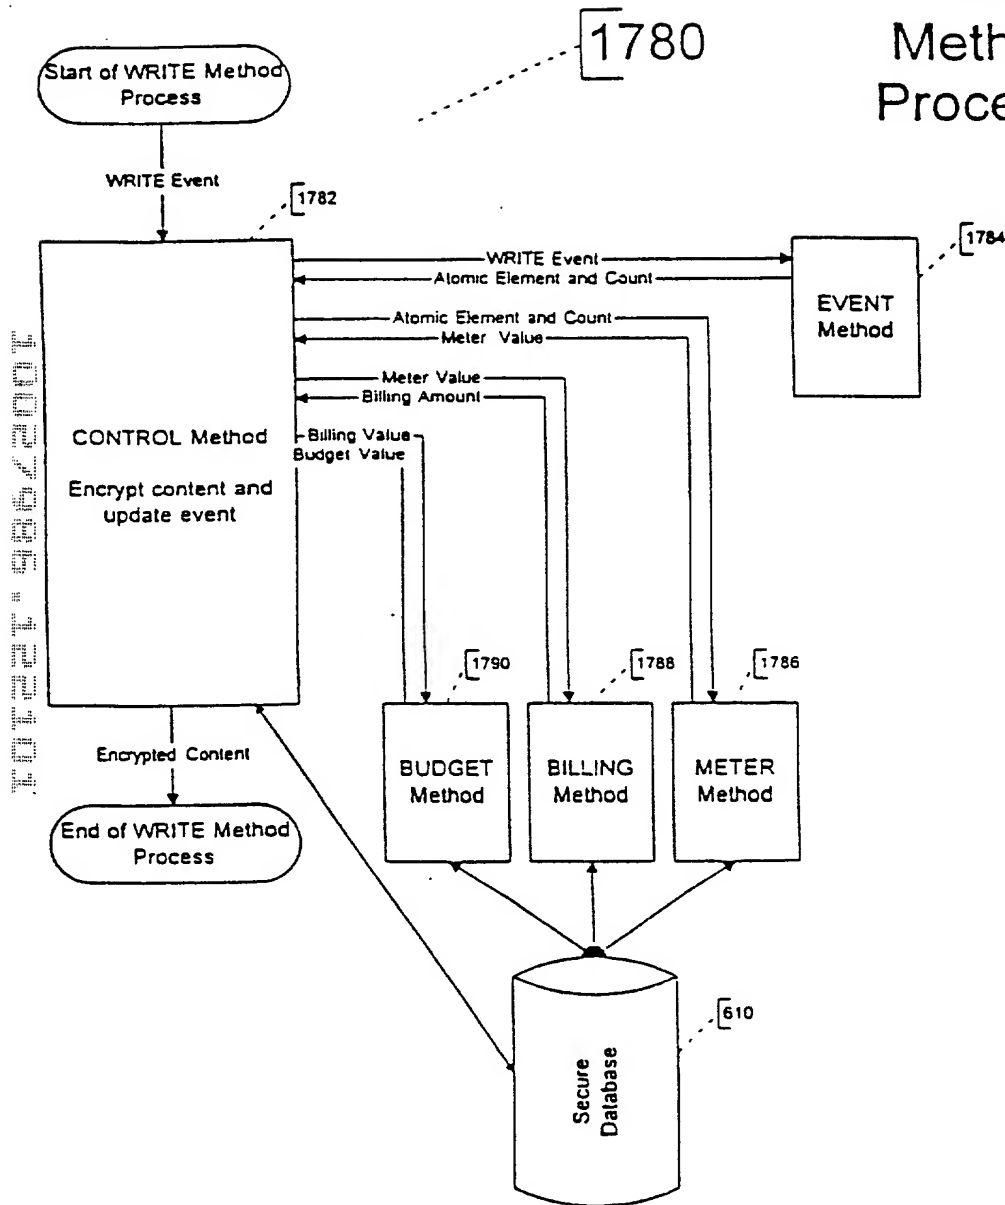 1780
Meth
Proce
Start of WRITE Method
Process
WRITE Event
1782
WRITE Event
Atomic Element and Count
1784
EVENT
Method
Atomic Element and Count
Meter Value
Meter Value
Billing Amount
Billing Value
Budget Value
CONTROL Method
Encrypt content and
update event
1790
1788
1786
Encrypted Content
BUDGET
Method
BILLING
Method
METER
Method
End of WRITE Method
Process
610
Secure
Database
10027986.122101